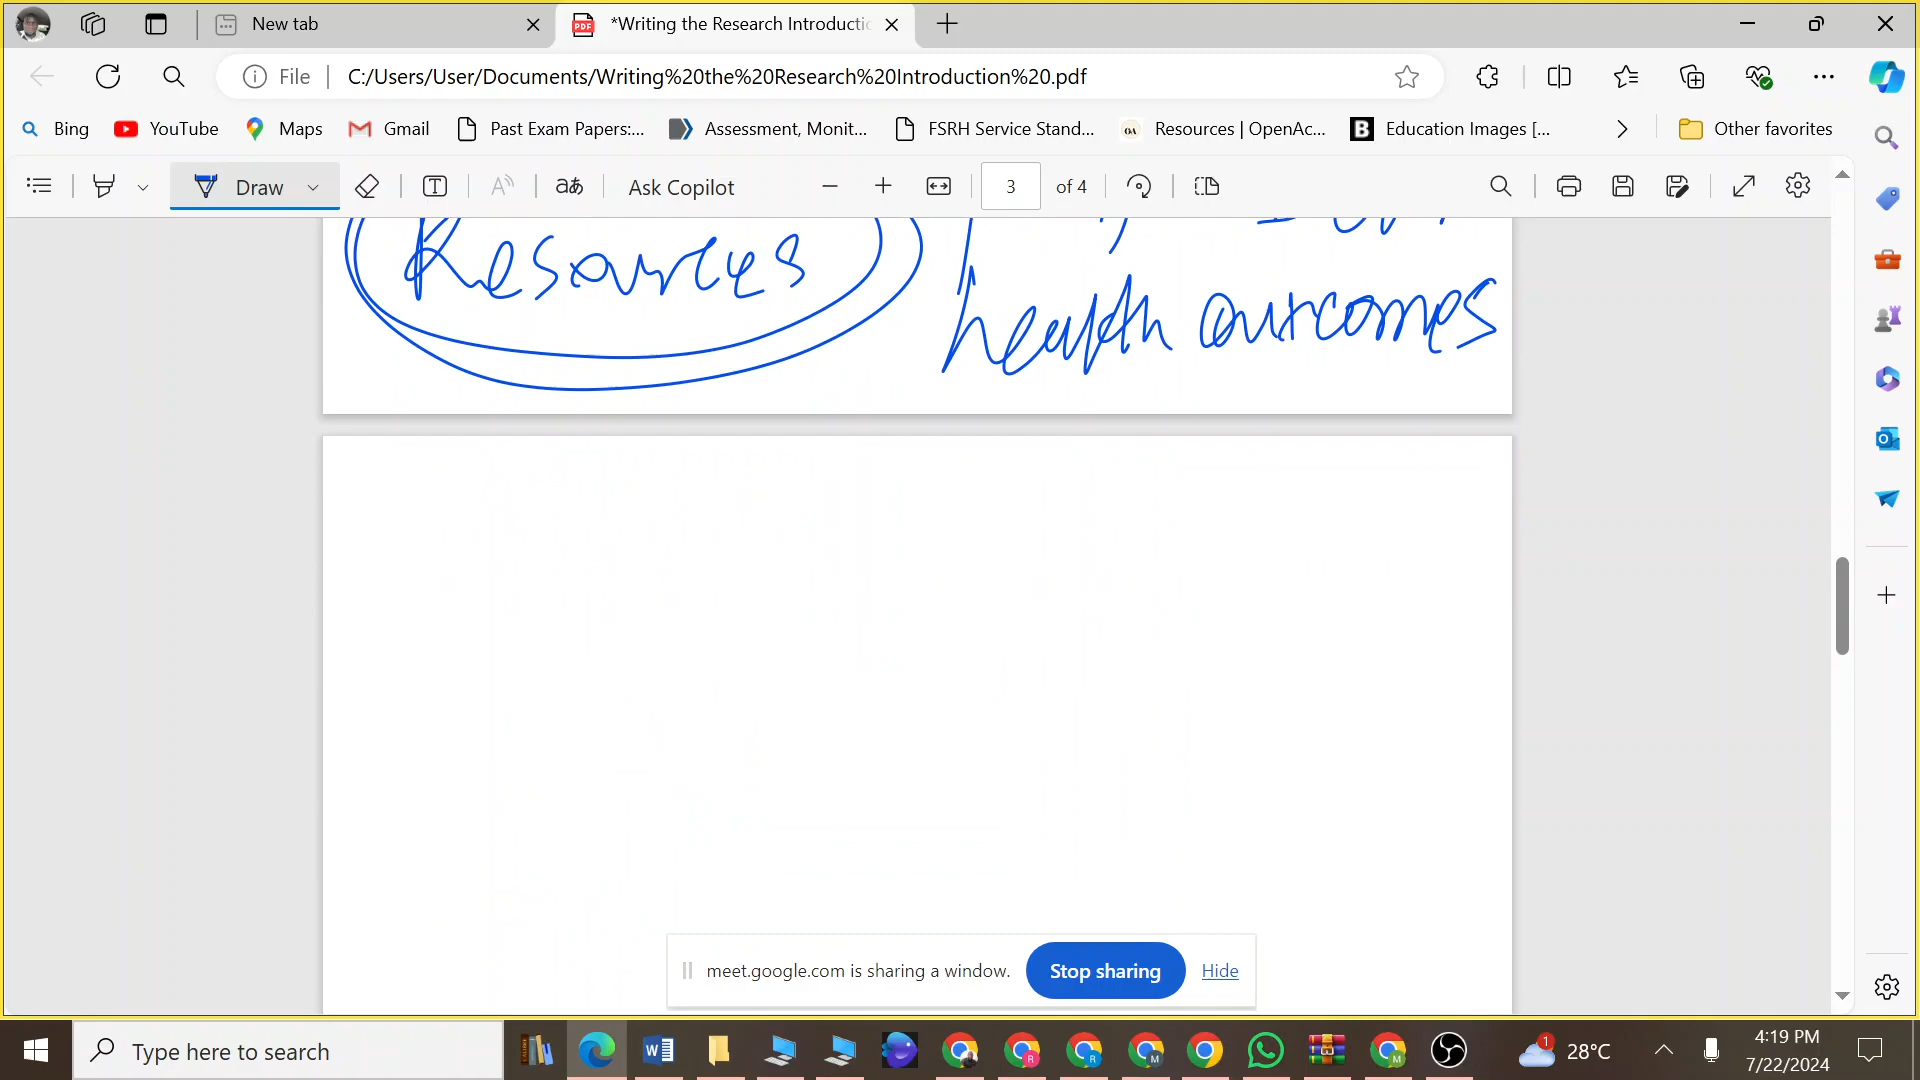 New tab
*Writing the Research Introductic
File
C:/Users/User/Documents/Writing%20the%20Research%20Introduction%20.pdf
Bing
YouTube
Maps
Gmail
Past Exam Papers:...
Assessment, Monit...
FSRH Service Stand...
Resources | OpenAc...
Education Images [...
Other favorites
Draw
Ask Copilot
3
of 4
Resources
health outcomes
meet.google.com is sharing a window.
Stop sharing
Hide
Type here to search
28°C
4:19 PM
7/22/2024